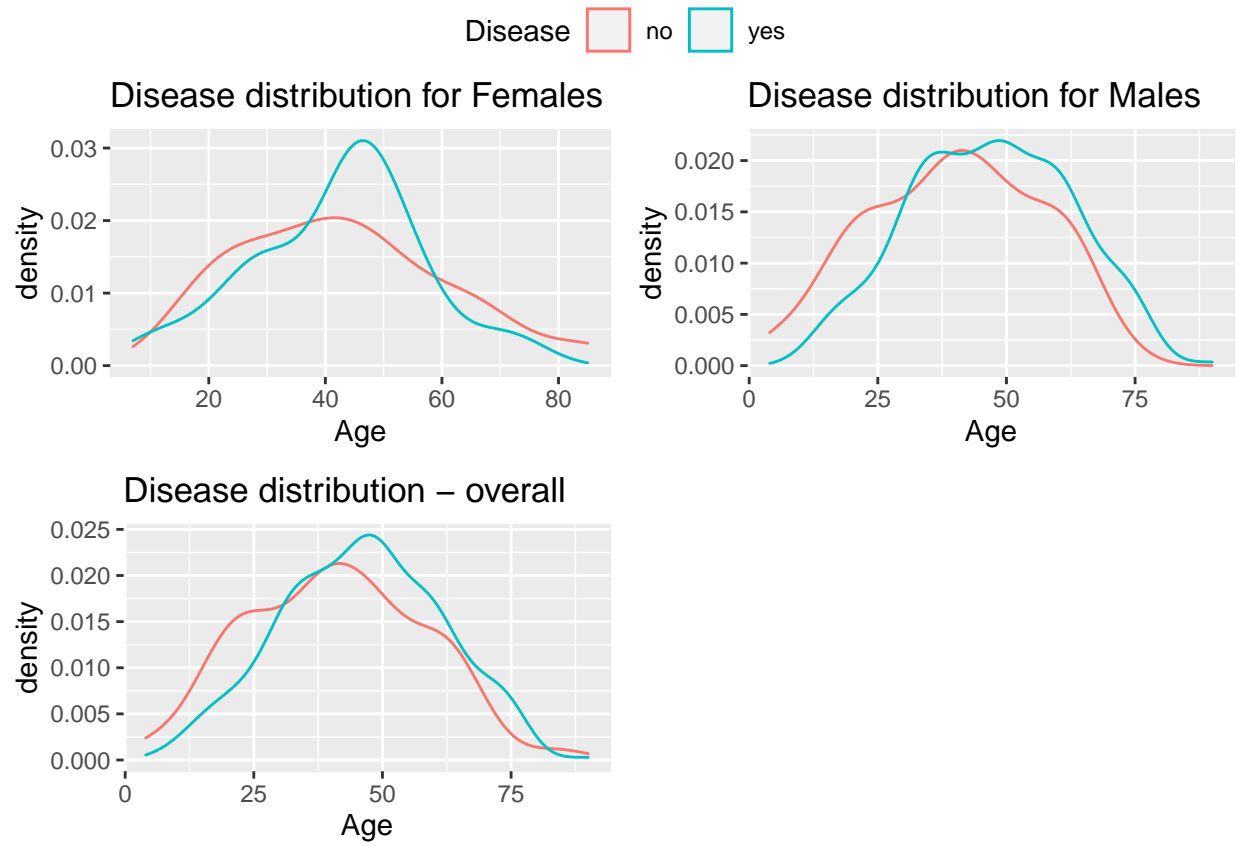 Disease no yes
Disease distribution for Females
0.03
0.02
0.01
0.00
density
20 40 60 80
Age
Disease distribution for Males
0.020
0.015
0.010
0.005
0.000
density
0 25 50 75
Age
Disease distribution – overall
0.025
0.020
0.015
0.010
0.005
0.000
density
0 25 50 75
Age